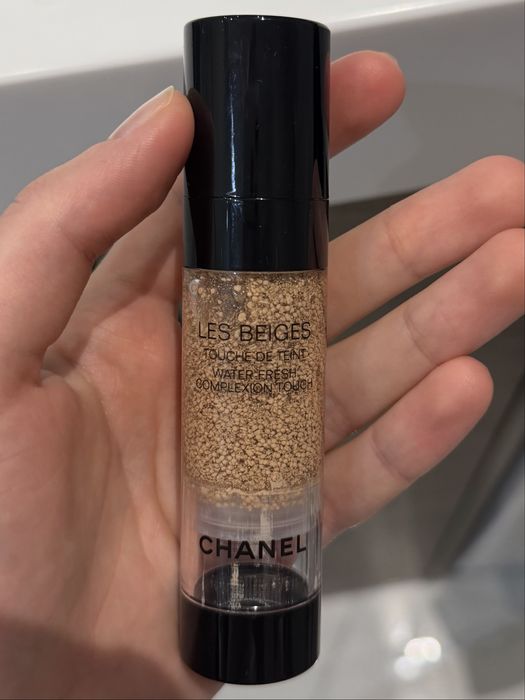 LES BEIGES
TOUCHE DE TEINT
WATER-FRESH
COMPLEXION TOUCH
CHANEL